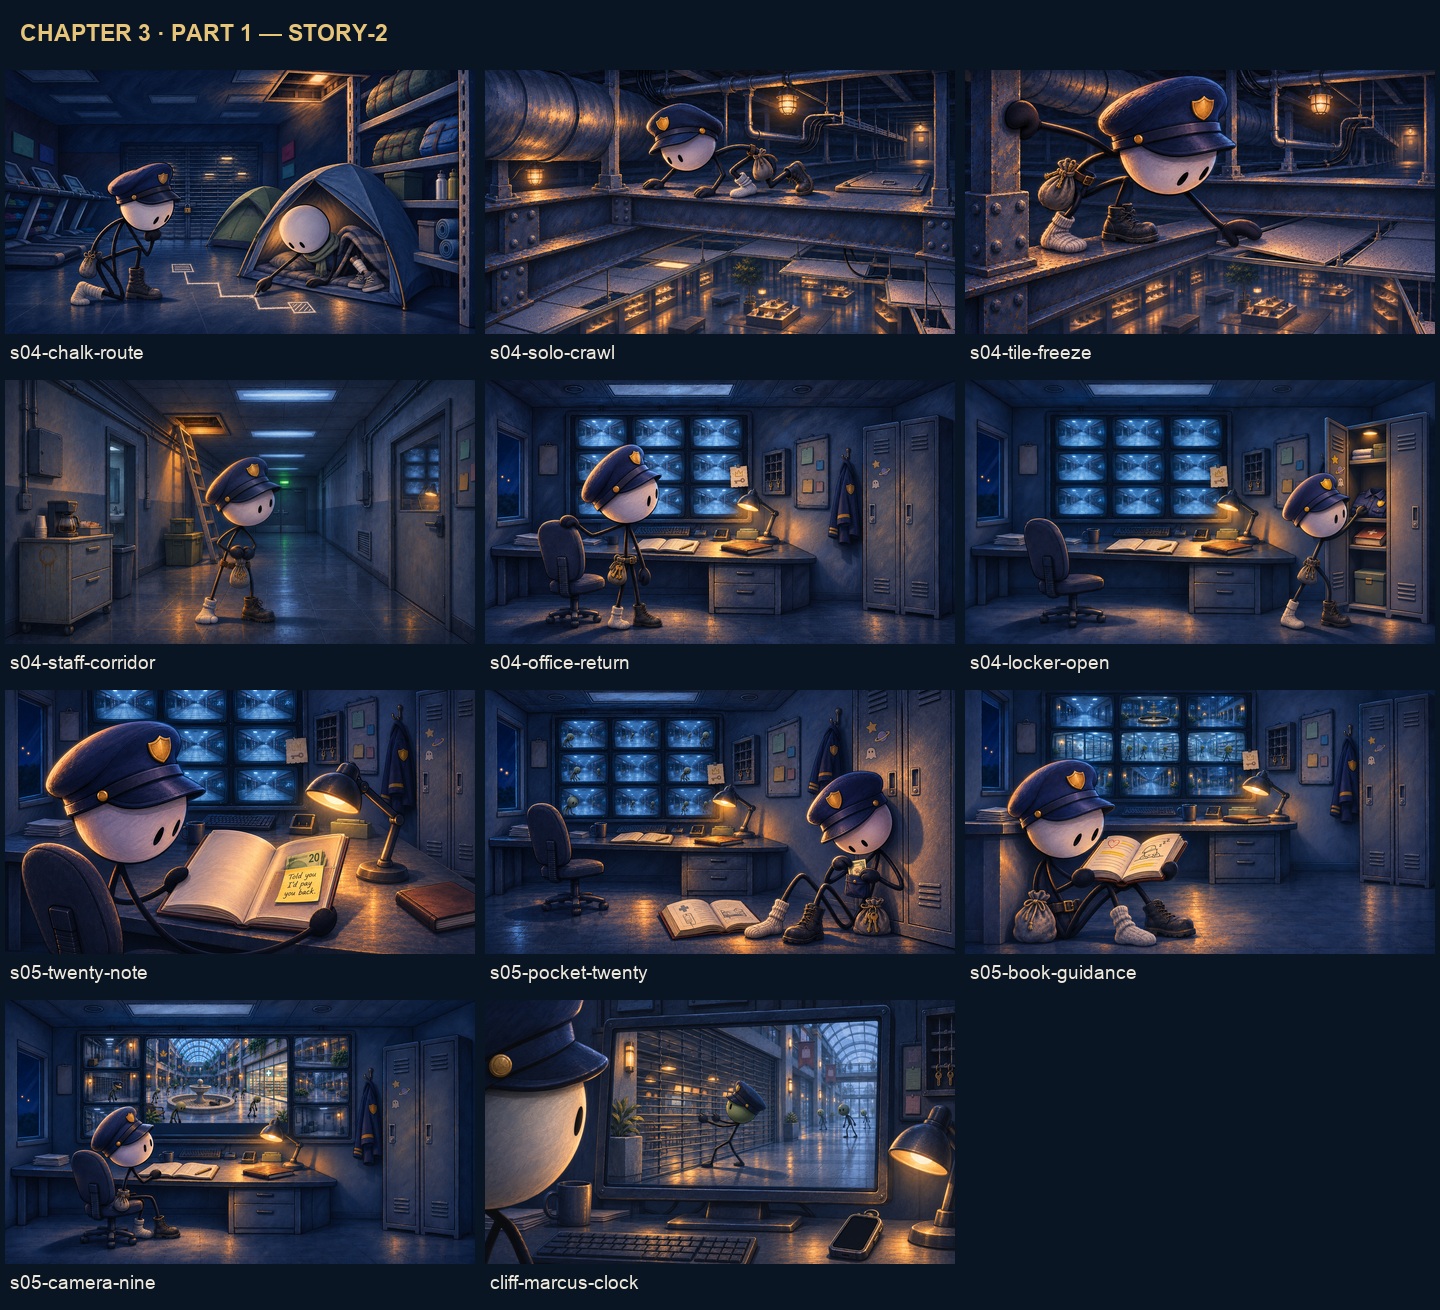 CHAPTER 3 · PART 1 — STORY-2
s04-chalk-route
s04-solo-crawl
s04-tile-freeze
s04-staff-corridor
s04-office-return
s04-locker-open
20
Told you
I'd pay
you back.
s05-twenty-note
s05-pocket-twenty
s05-book-guidance
s05-camera-nine
cliff-marcus-clock